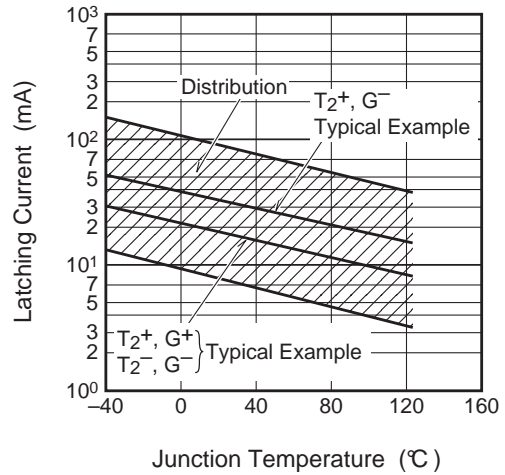 Latching Current (mA)
10³
7
5
3
2
10²
7
5
3
2
10¹
7
5
3
2
10⁰
Distribution
T₂⁺, G⁻
Typical Example
T₂⁺, G⁺
T₂⁻, G⁻
} Typical Example
–40 0 40 80 120 160
Junction Temperature (°C)